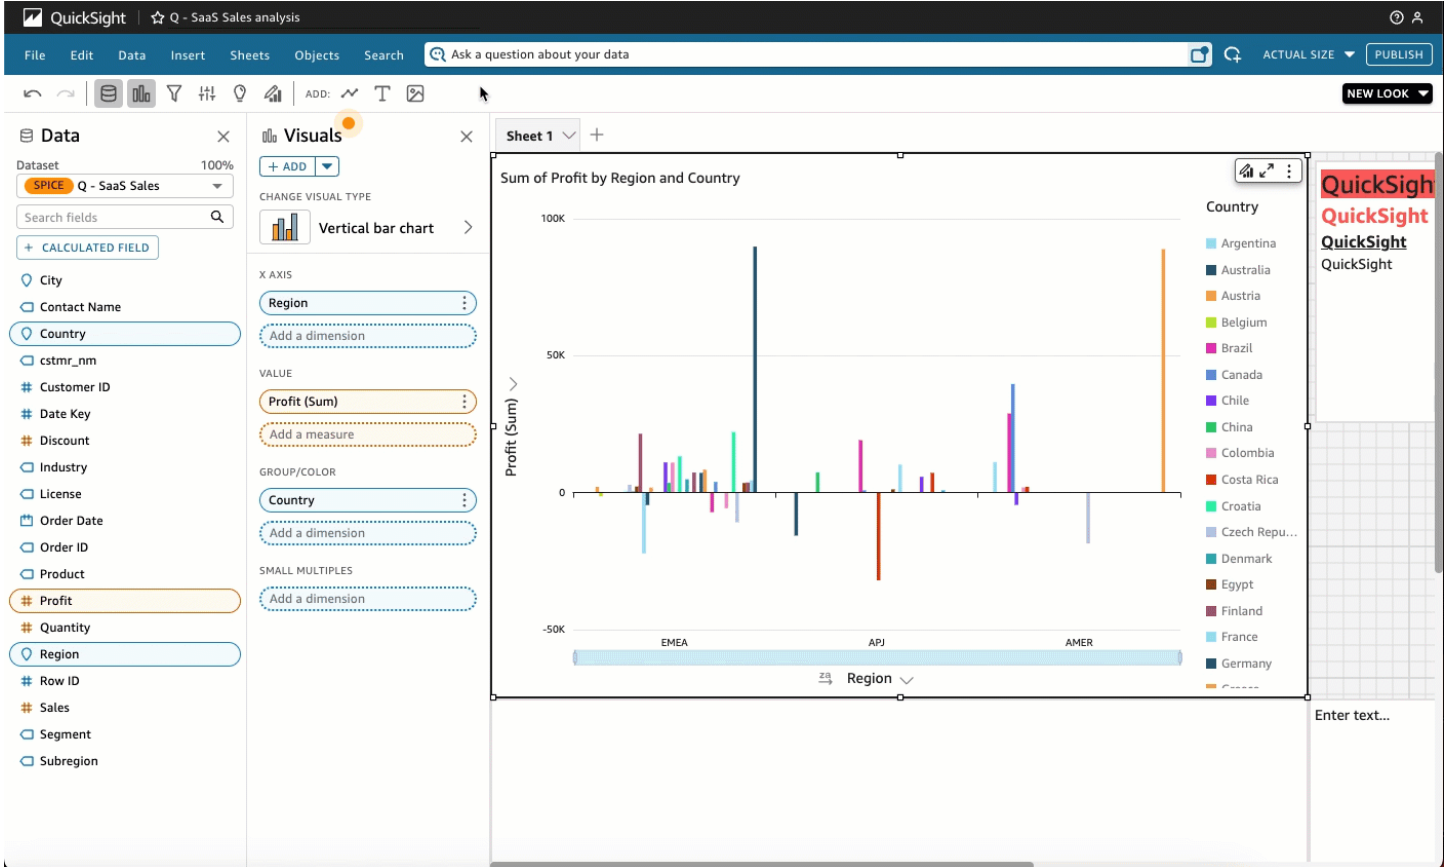 QuickSight
Q - SaaS Sales analysis
File
Edit
Data
Insert
Sheets
Objects
Search
Ask a question about your data
ACTUAL SIZE
PUBLISH
ADD:
NEW LOOK
Data
Dataset
100%
SPICE
Q - SaaS Sales
Search fields
+ CALCULATED FIELD
City
Contact Name
Country
cstmr_nm
# Customer ID
# Date Key
# Discount
Industry
License
Order Date
Order ID
Product
# Profit
# Quantity
Region
# Row ID
# Sales
Segment
Subregion
Visuals
+ ADD
CHANGE VISUAL TYPE
Vertical bar chart
X AXIS
Region
Add a dimension
VALUE
Profit (Sum)
Add a measure
GROUP/COLOR
Country
Add a dimension
SMALL MULTIPLES
Add a dimension
Sheet 1
Sum of Profit by Region and Country
Profit (Sum)
100K
50K
0
-50K
EMEA
APJ
AMER
za
Region
Country
Argentina
Australia
Austria
Belgium
Brazil
Canada
Chile
China
Colombia
Costa Rica
Croatia
Czech Repu...
Denmark
Egypt
Finland
France
Germany
QuickSigh
QuickSight
QuickSight
QuickSight
Enter text...